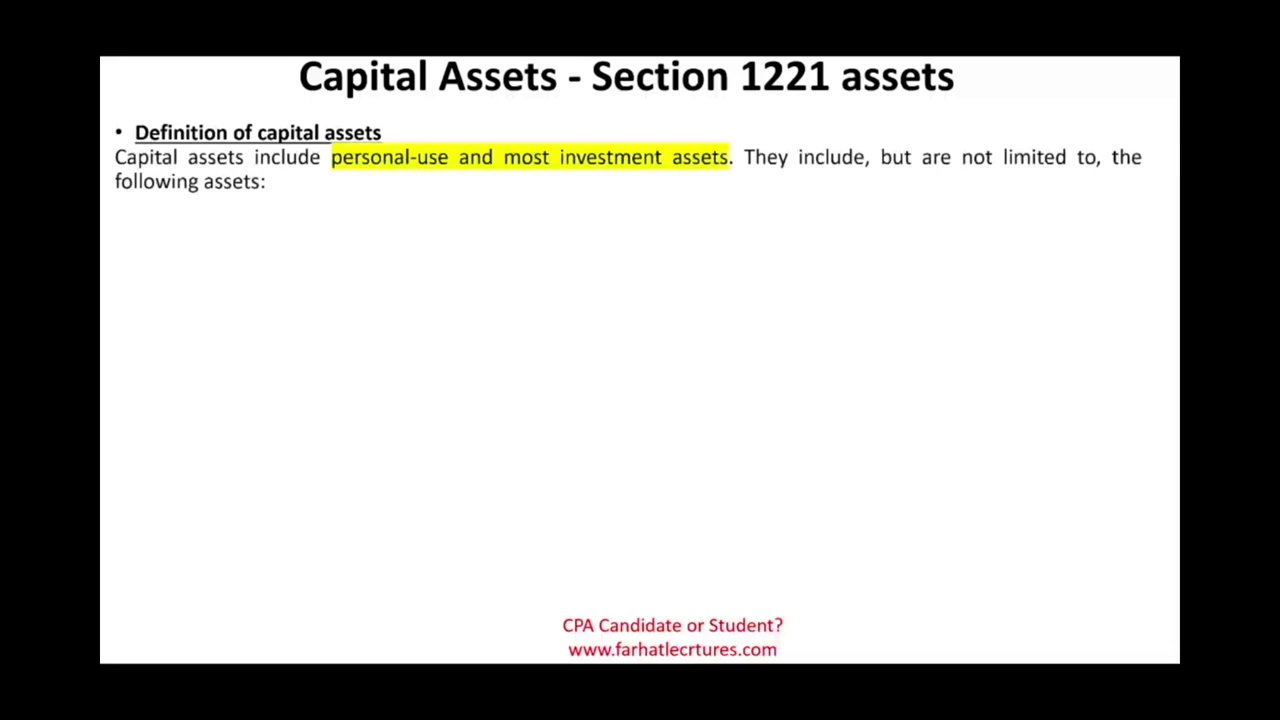 Capital Assets - Section 1221 assets
• Definition of capital assets
Capital assets include personal-use and most investment assets. They include, but are not limited to, the
following assets:
CPA Candidate or Student?
www.farhatlecrtures.com